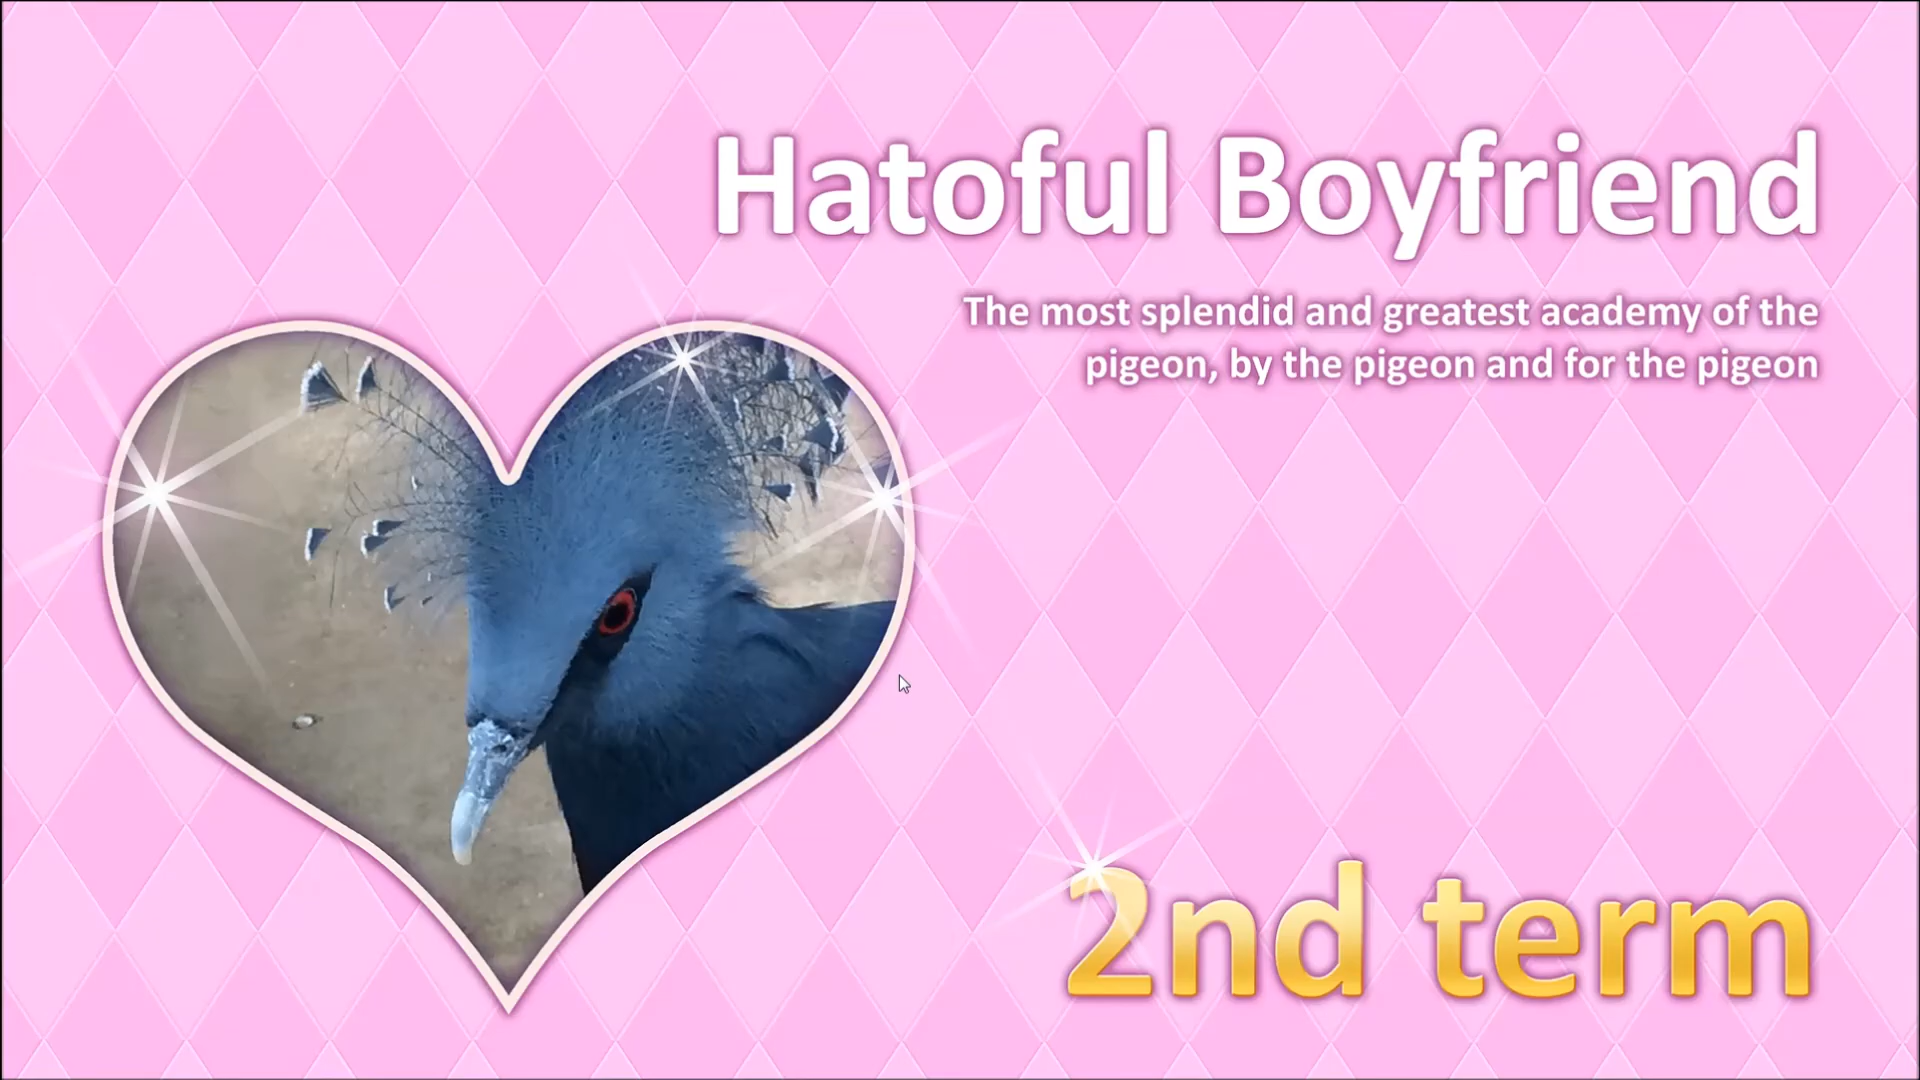 Hatoful Boyfriend
The most splendid and greatest academy of the
pigeon, by the pigeon and for the pigeon
2nd term